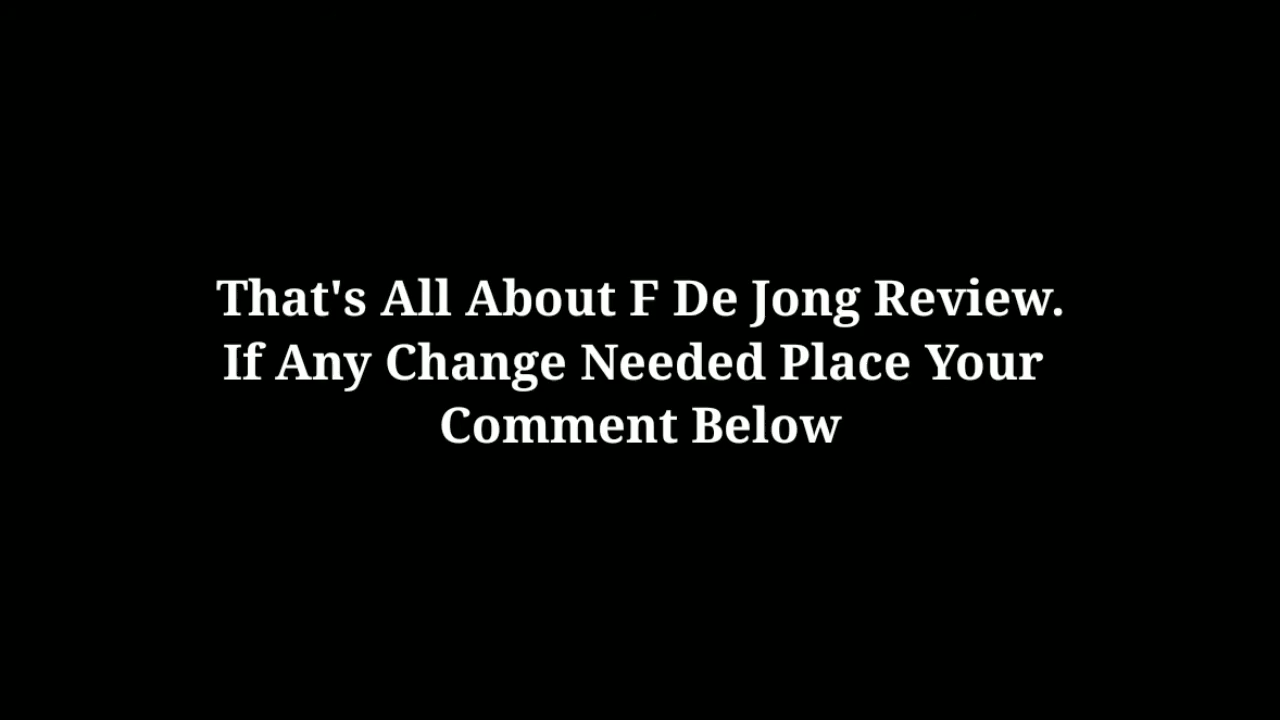 That's All About F De Jong Review.
If Any Change Needed Place Your
Comment Below